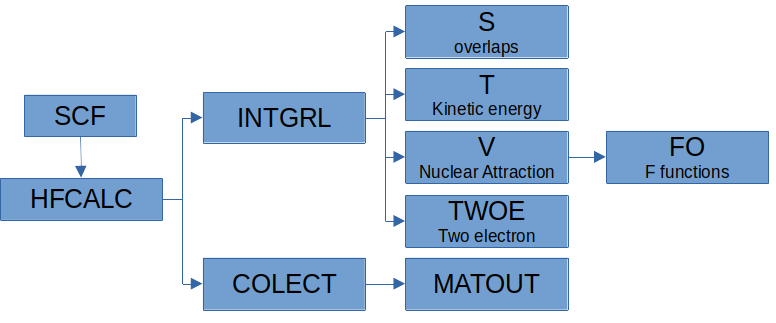 S
overlaps
T
Kinetic energy
SCF
INTGRL
V
Nuclear Attraction
FO
F functions
HFCALC
TWOE
Two electron
COLECT
MATOUT